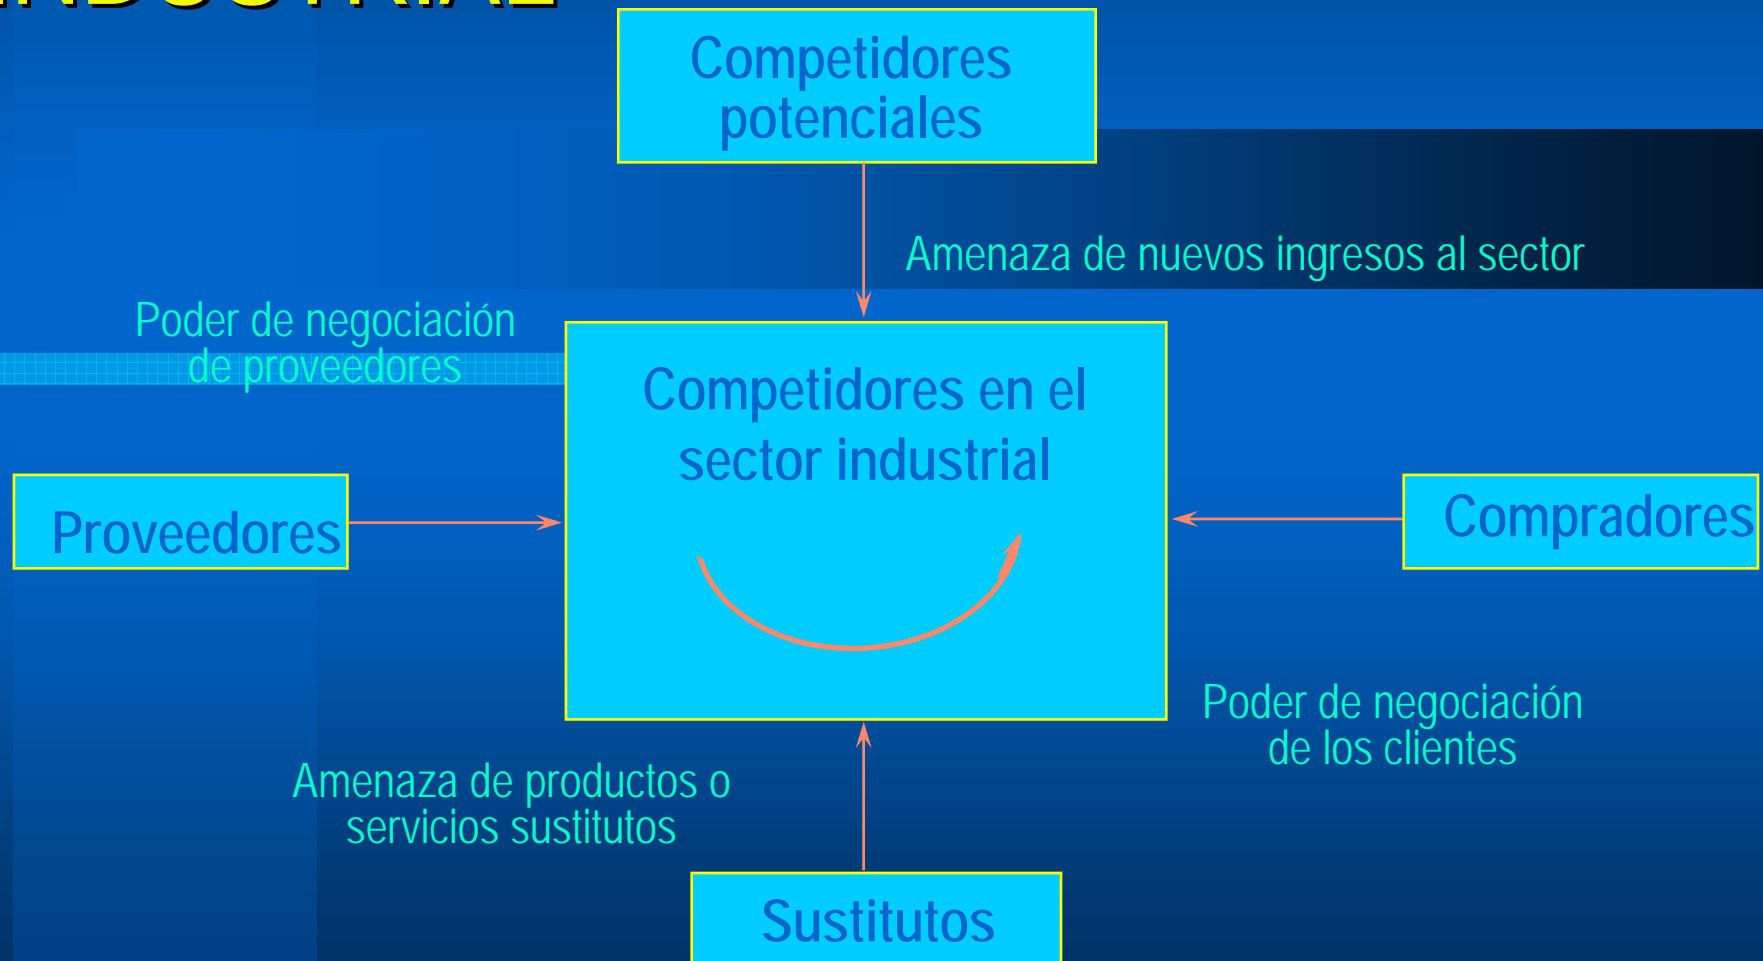 INDUSTRIAL
Competidores
potenciales
Amenaza de nuevos ingresos al sector
Poder de negociación
de proveedores
Competidores en el
sector industrial
Proveedores
Compradores
Poder de negociación
de los clientes
Amenaza de productos o
servicios sustitutos
Sustitutos